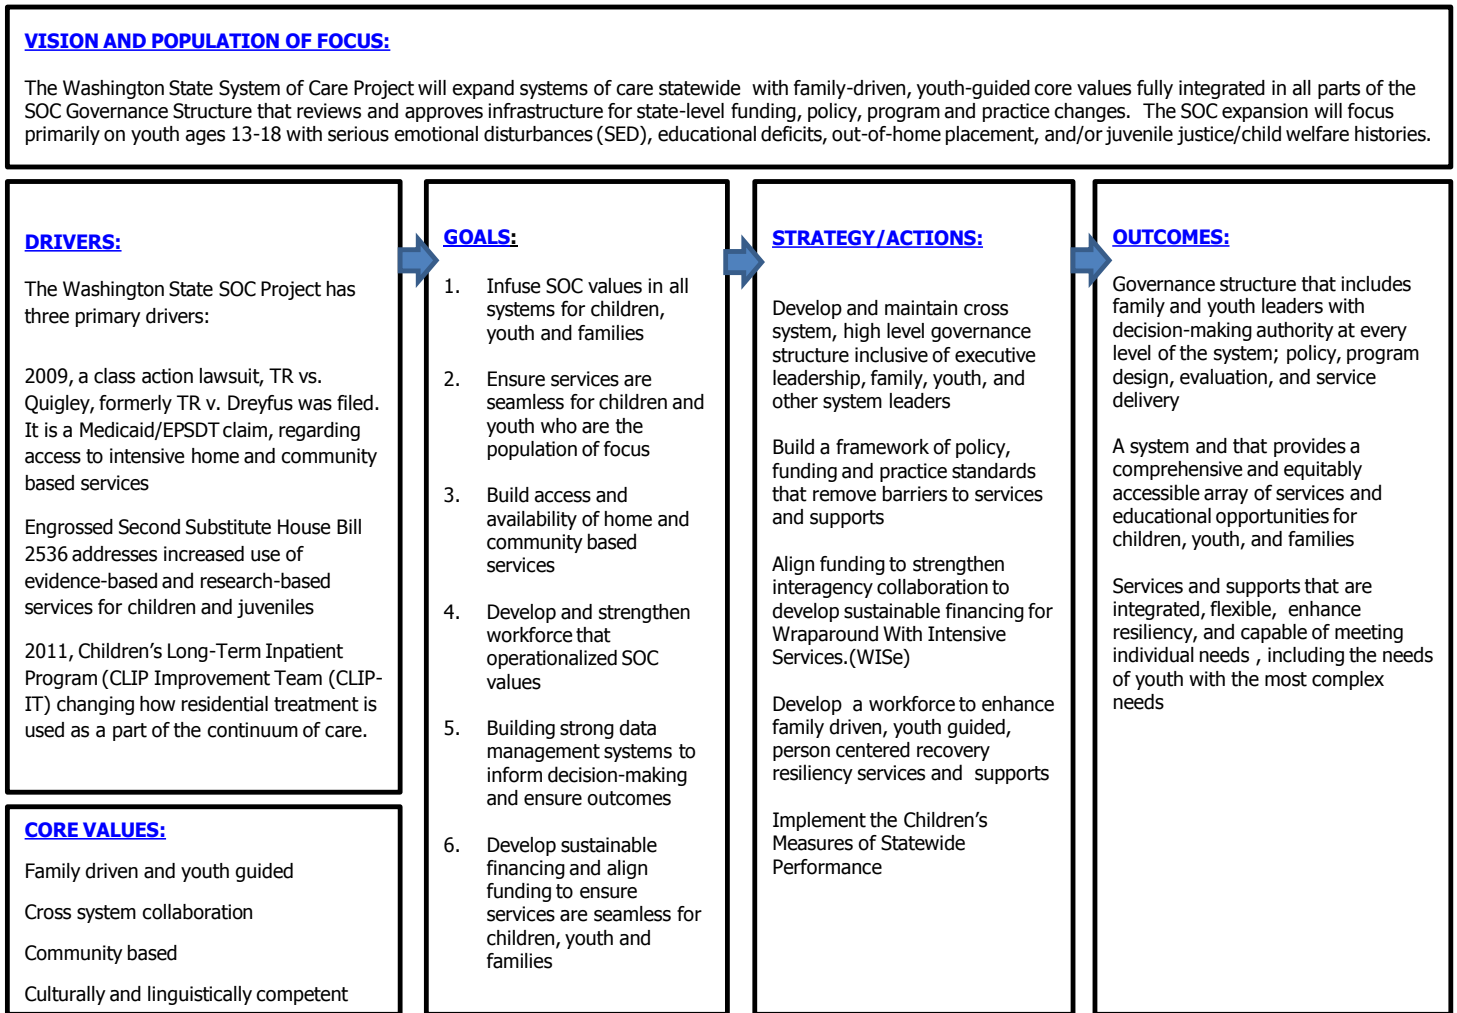 VISION AND POPULATION OF FOCUS:
The Washington State System of Care Project will expand systems of care statewide with family-driven, youth-guided core values fully integrated in all parts of the
SOC Governance Structure that reviews and approves infrastructure for state-level funding, policy, program and practice changes. The SOC expansion will focus
primarily on youth ages 13-18 with serious emotional disturbances (SED), educational deficits, out-of-home placement, and/or juvenile justice/child welfare histories.
DRIVERS:
The Washington State SOC Project has
three primary drivers:
2009, a class action lawsuit, TR vs.
Quigley, formerly TR v. Dreyfus was filed.
It is a Medicaid/EPSDT claim, regarding
access to intensive home and community
based services
Engrossed Second Substitute House Bill
2536 addresses increased use of
evidence-based and research-based
services for children and juveniles
2011, Children's Long-Term Inpatient
Program (CLIP Improvement Team (CLIP-
IT) changing how residential treatment is
used as a part of the continuum of care.
CORE VALUES:
Family driven and youth guided
Cross system collaboration
Community based
Culturally and linguistically competent
GOALS:
1. Infuse SOC values in all
systems for children,
youth and families
2. Ensure services are
seamless for children and
youth who are the
population of focus
3. Build access and
availability of home and
community based
services
4. Develop and strengthen
workforce that
operationalized SOC
values
5. Building strong data
management systems to
inform decision-making
and ensure outcomes
6. Develop sustainable
financing and align
funding to ensure
services are seamless for
children, youth and
families
STRATEGY/ACTIONS:
Develop and maintain cross
system, high level governance
structure inclusive of executive
leadership, family, youth, and
other system leaders
Build a framework of policy,
funding and practice standards
that remove barriers to services
and supports
Align funding to strengthen
interagency collaboration to
develop sustainable financing for
Wraparound With Intensive
Services.(WISe)
Develop a workforce to enhance
family driven, youth guided,
person centered recovery
resiliency services and supports
Implement the Children's
Measures of Statewide
Performance
OUTCOMES:
Governance structure that includes
family and youth leaders with
decision-making authority at every
level of the system; policy, program
design, evaluation, and service
delivery
A system and that provides a
comprehensive and equitably
accessible array of services and
educational opportunities for
children, youth, and families
Services and supports that are
integrated, flexible, enhance
resiliency, and capable of meeting
individual needs , including the needs
of youth with the most complex
needs